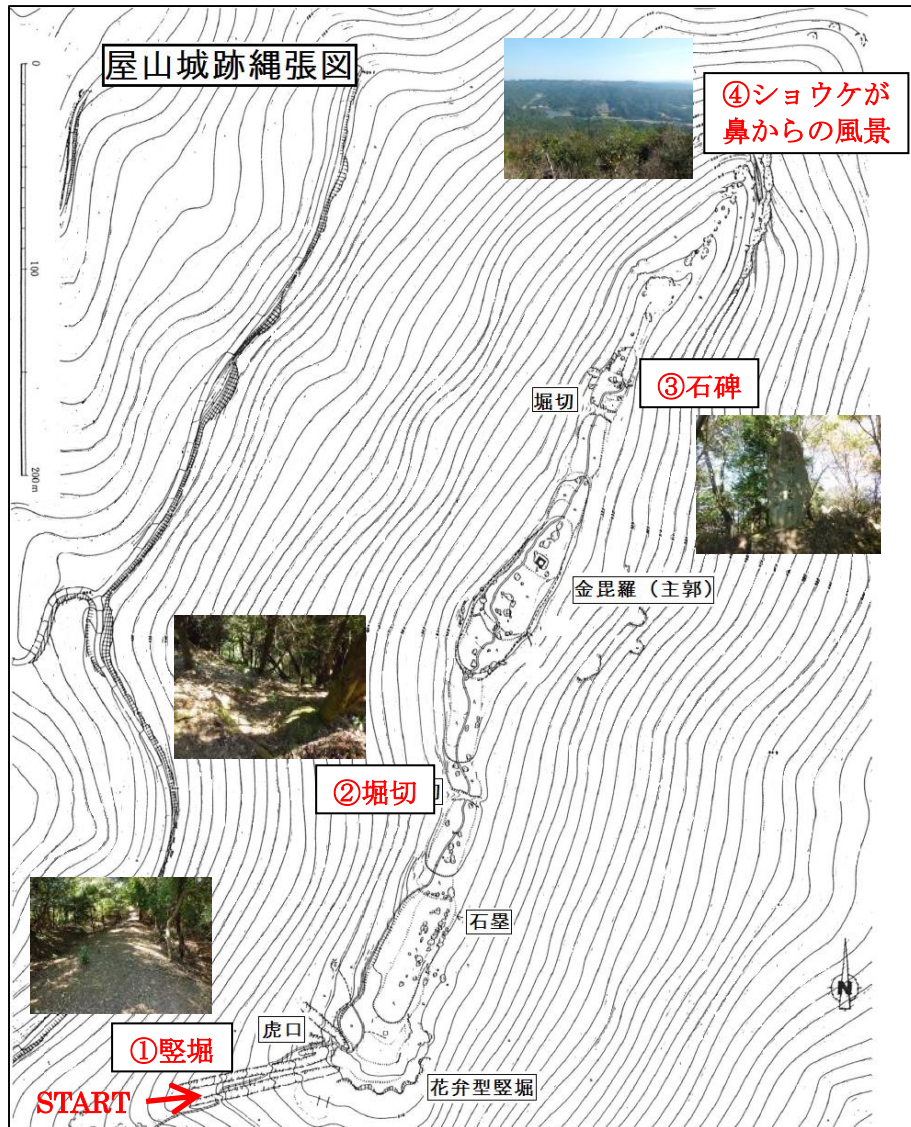 屋山城跡縄張図
④ショウケが
鼻からの風景
0
100
200m
堀切
③石碑
金毘羅（主郭）
②堀切
石塁
N
虎口
①竪堀
START
花弁型竪堀